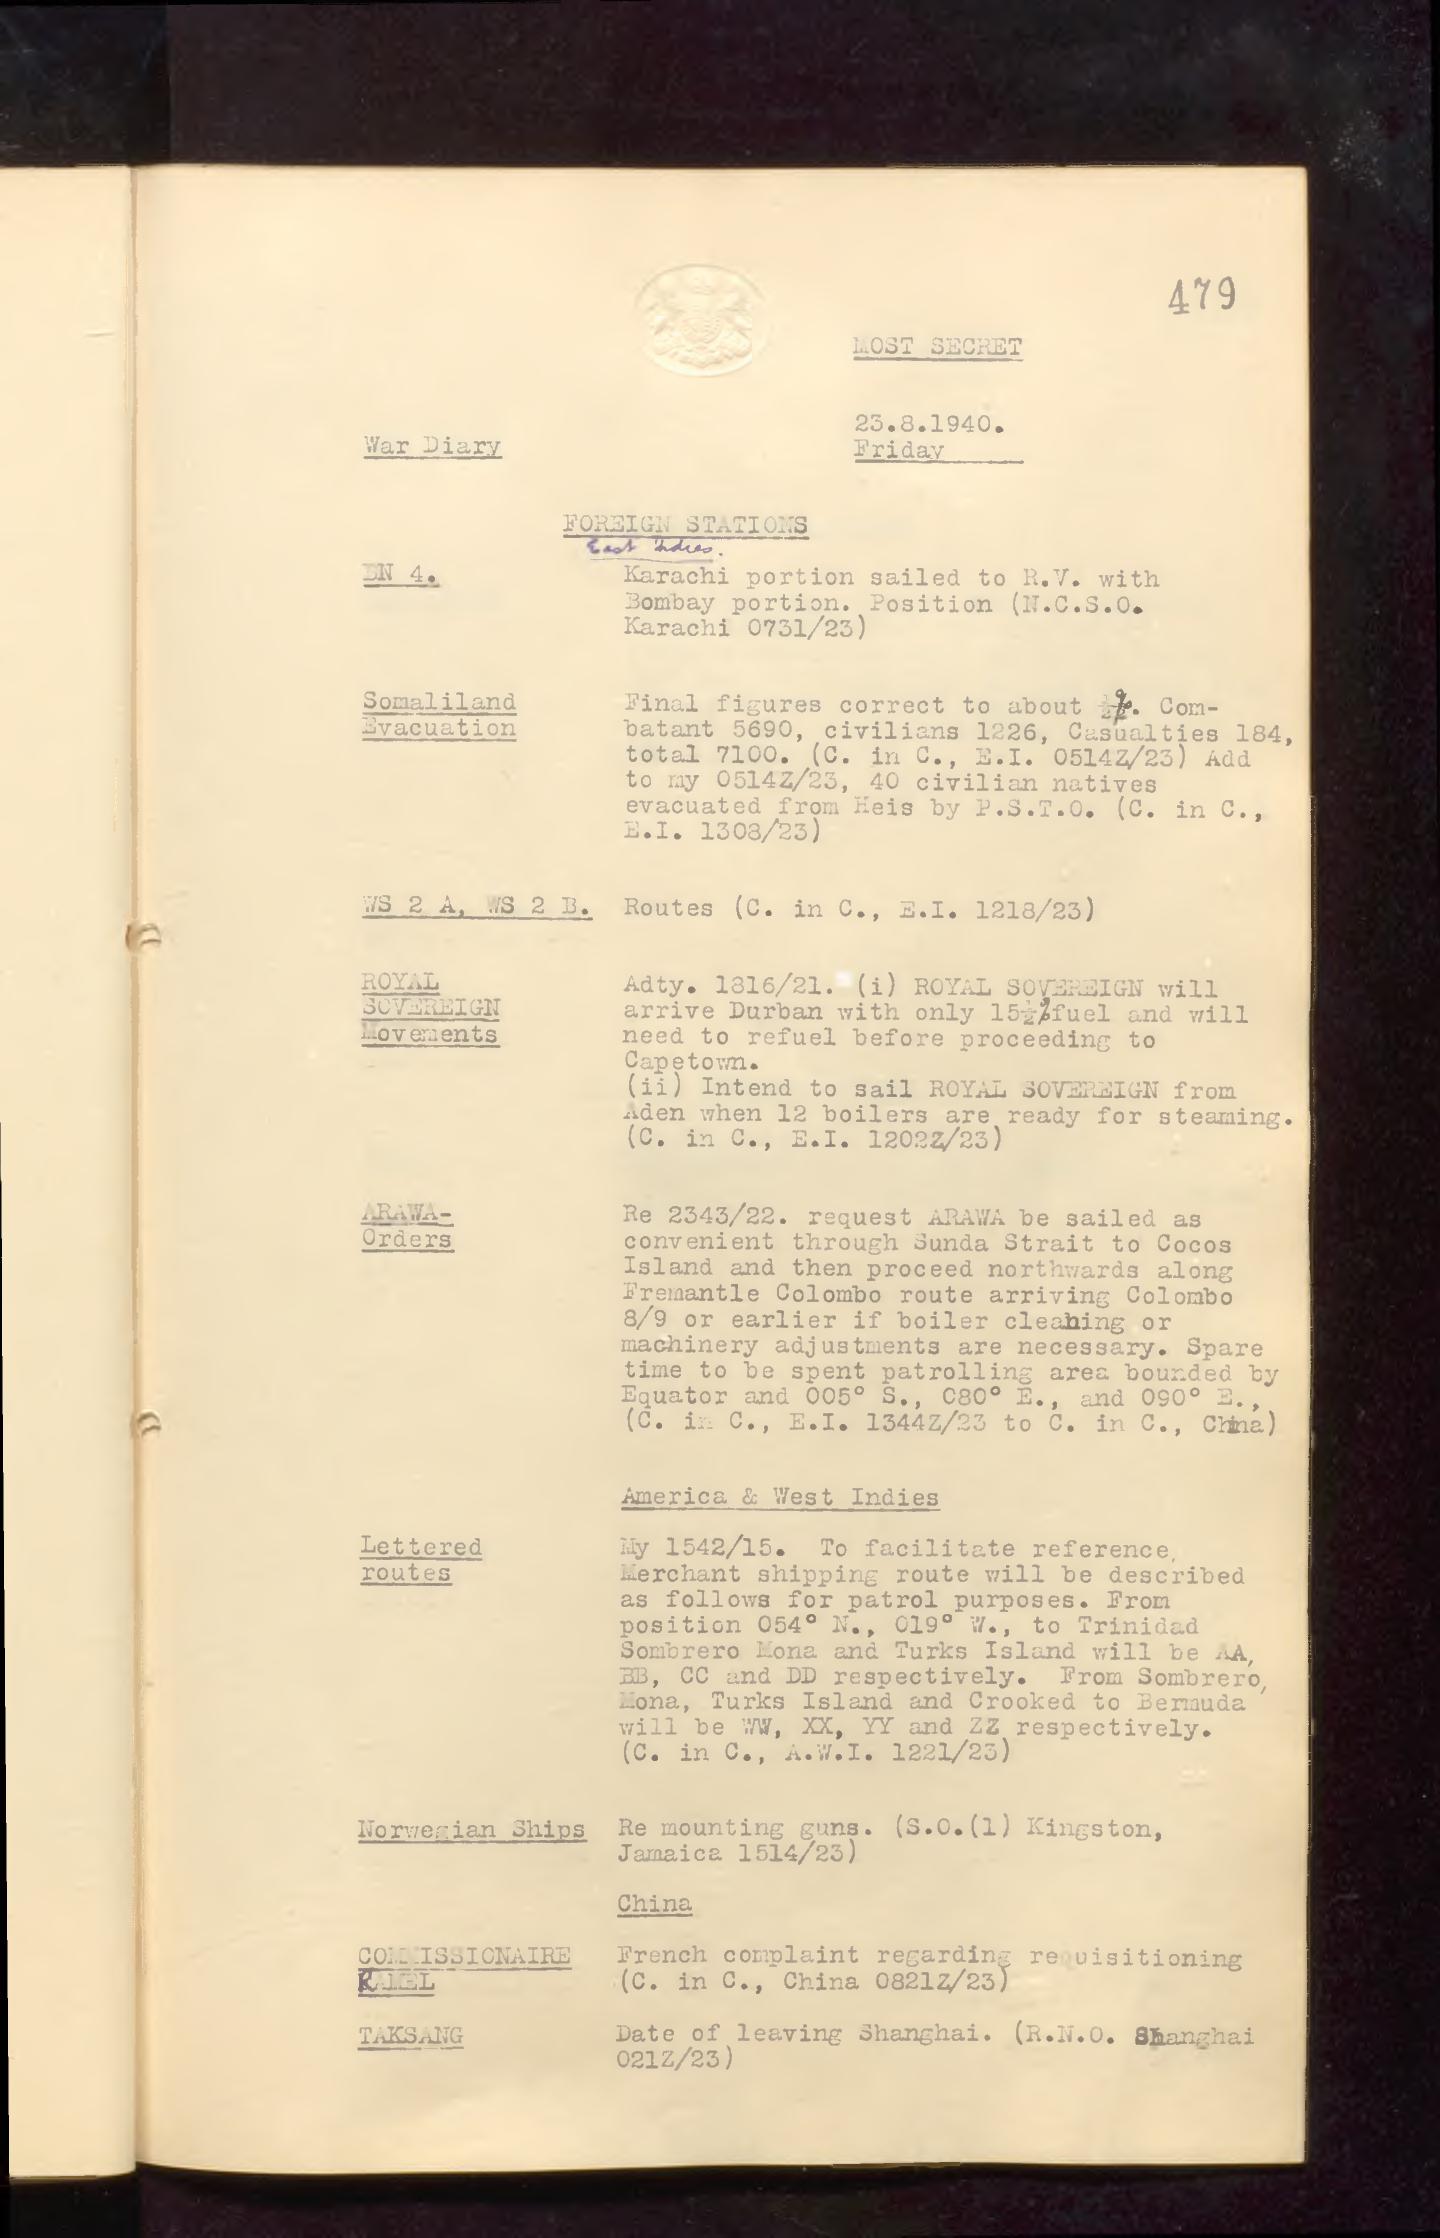 479
MOST SECRET
23.8.1940.
War Diary
Friday
FOREIGN STATIONS
East Indies.
BN 4.
Karachi portion sailed to R.V. with
Bombay portion. Position (N.C.S.O.
Karachi 0731/23)
Somaliland
Evacuation
Final figures correct to about ½%. Com-
batant 5690, civilians 1226, Casualties 184,
total 7100. (C. in C., E.I. 0514Z/23) Add
to my 0514Z/23, 40 civilian natives
evacuated from Heis by P.S.T.O. (C. in C.,
E.I. 1308/23)
WS 2 A, WS 2 B.
Routes (C. in C., E.I. 1218/23)
ROYAL
SOVEREIGN
Movements
Adty. 1816/21. (i) ROYAL SOVEREIGN will
arrive Durban with only 15½% fuel and will
need to refuel before proceeding to
Capetown.
(ii) Intend to sail ROYAL SOVEREIGN from
Aden when 12 boilers are ready for steaming.
(C. in C., E.I. 1202Z/23)
ARAWA-
Orders
Re 2343/22. request ARAWA be sailed as
convenient through Sunda Strait to Cocos
Island and then proceed northwards along
Fremantle Colombo route arriving Colombo
8/9 or earlier if boiler cleaning or
machinery adjustments are necessary. Spare
time to be spent patrolling area bounded by
Equator and 005° S., 080° E., and 090° E.,
(C. in C., E.I. 1344Z/23 to C. in C., China)
America & West Indies
Lettered
routes
My 1542/15. To facilitate reference,
Merchant shipping route will be described
as follows for patrol purposes. From
position 054° N., 019° W., to Trinidad
Sombrero Mona and Turks Island will be AA,
BB, CC and DD respectively. From Sombrero,
Mona, Turks Island and Crooked to Bermuda
will be WW, XX, YY and ZZ respectively.
(C. in C., A.W.I. 1221/23)
Norwegian Ships
Re mounting guns. (S.O.(1) Kingston,
Jamaica 1514/23)
China
COMMISSIONAIRE
RAMEL
French complaint regarding requisitioning
(C. in C., China 0821Z/23)
TAKSANG
Date of leaving Shanghai. (R.N.O. Shanghai
021Z/23)